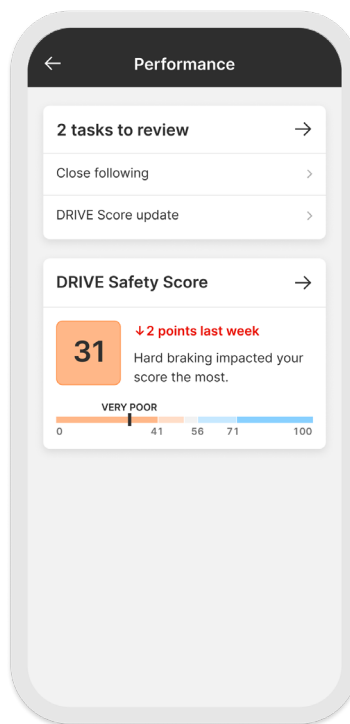 Performance
2 tasks to review
Close following
DRIVE Score update
DRIVE Safety Score
31
↓2 points last week
Hard braking impacted your
score the most.
VERY POOR
0 41 56 71 100